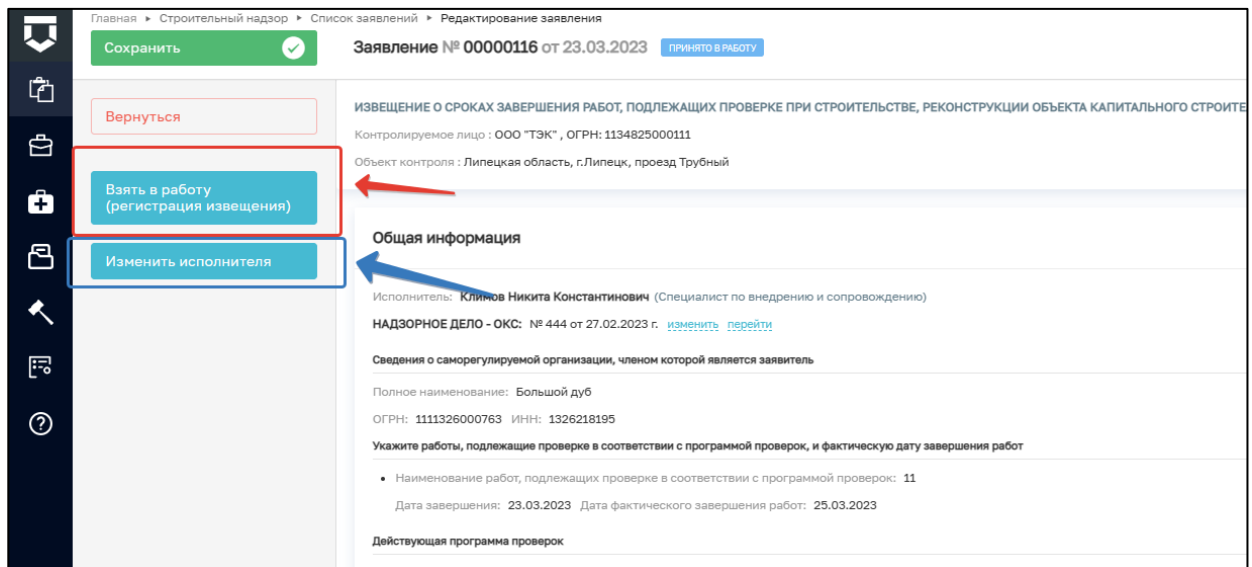 Главная ▸ Строительный надзор ▸ Список заявлений ▸ Редактирование заявления
Сохранить
Заявление № 00000116 от 23.03.2023 ПРИНЯТО В РАБОТУ
Вернуться
ИЗВЕЩЕНИЕ О СРОКАХ ЗАВЕРШЕНИЯ РАБОТ, ПОДЛЕЖАЩИХ ПРОВЕРКЕ ПРИ СТРОИТЕЛЬСТВЕ, РЕКОНСТРУКЦИИ ОБЪЕКТА КАПИТАЛЬНОГО СТРОИТЕ
Контролируемое лицо : ООО "ТЭК" , ОГРН: 1134825000111
Объект контроля : Липецкая область, г.Липецк, проезд Трубный
Взять в работу
(регистрация извещения)
Изменить исполнителя
Общая информация
Исполнитель: Климов Никита Константинович (Специалист по внедрению и сопровождению)
НАДЗОРНОЕ ДЕЛО - ОКС: № 444 от 27.02.2023 г. изменить перейти
Сведения о саморегулируемой организации, членом которой является заявитель
Полное наименование: Большой дуб
ОГРН: 1111326000763 ИНН: 1326218195
Укажите работы, подлежащие проверке в соответствии с программой проверок, и фактическую дату завершения работ
• Наименование работ, подлежащих проверке в соответствии с программой проверок: 11
Дата завершения: 23.03.2023 Дата фактического завершения работ: 25.03.2023
Действующая программа проверок